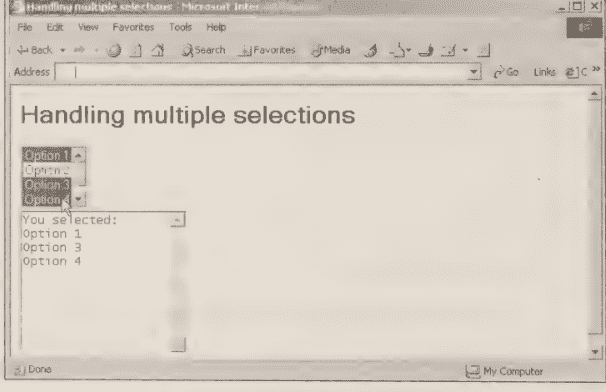 Handling multiple selections - Microsoft Inter
File Edit View Favorites Tools Help
Back Search Favorites Media
Address Go Links
Handling multiple selections
Option 1
Option 2
Option 3
Option 4
You selected:
Option 1
Option 3
Option 4
Done My Computer